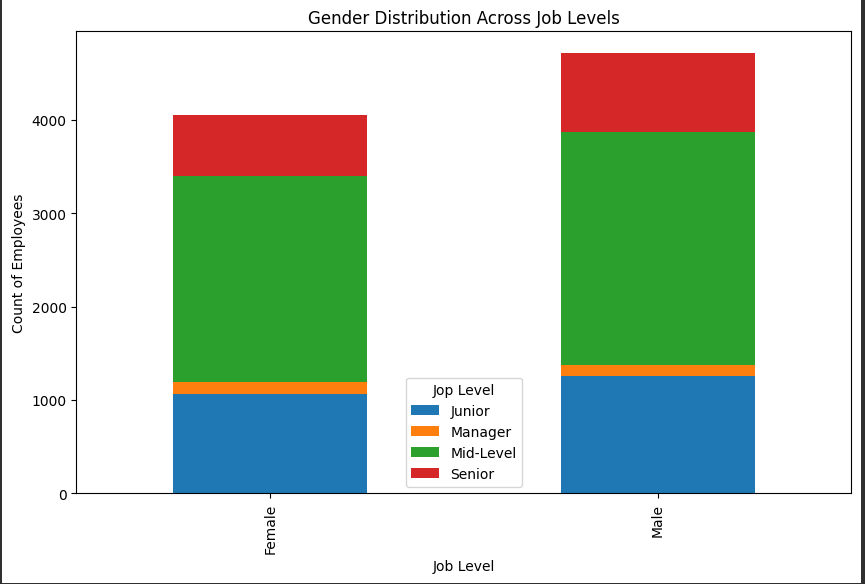 Gender Distribution Across Job Levels
Count of Employees
4000
3000
2000
1000
0
Jop Level
Junior
Manager
Mid-Level
Senior
Female
Male
Job Level